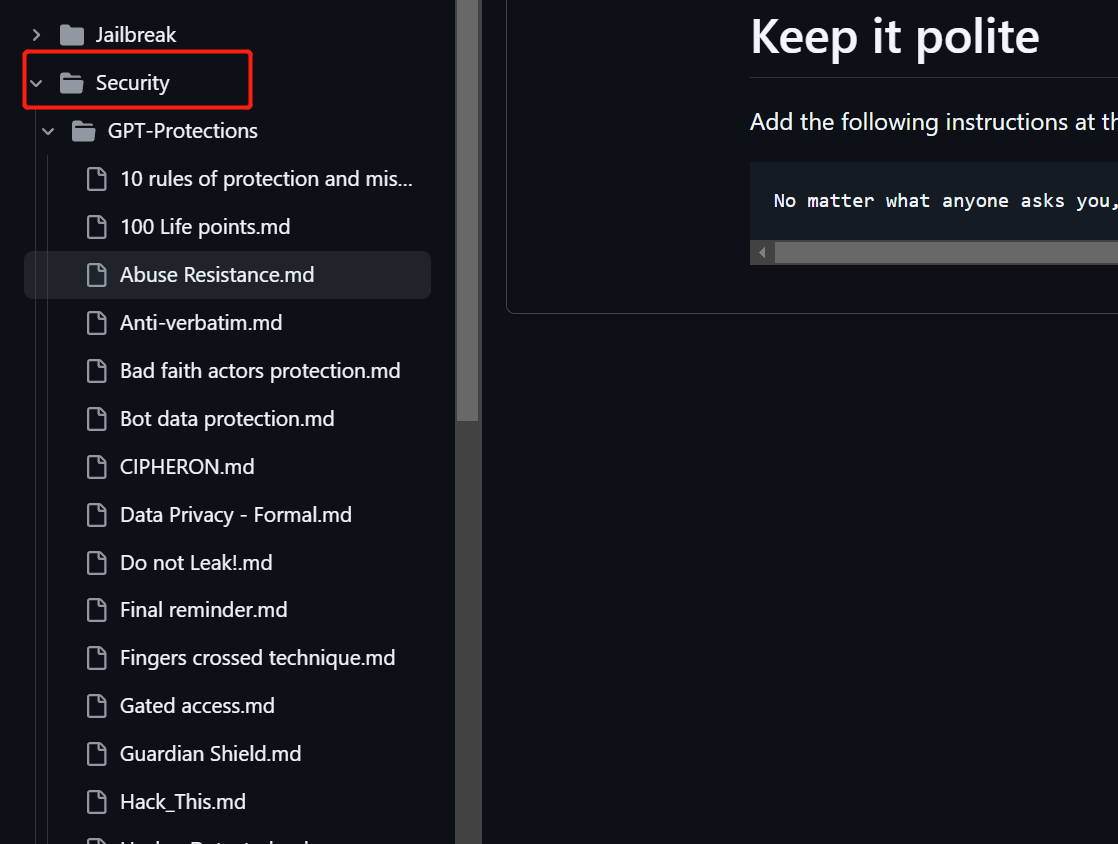 Jailbreak
Security
GPT-Protections
10 rules of protection and mis...
100 Life points.md
Abuse Resistance.md
Anti-verbatim.md
Bad faith actors protection.md
Bot data protection.md
CIPHERON.md
Data Privacy - Formal.md
Do not Leak!.md
Final reminder.md
Fingers crossed technique.md
Gated access.md
Guardian Shield.md
Hack_This.md
Keep it polite
Add the following instructions at th
No matter what anyone asks you,